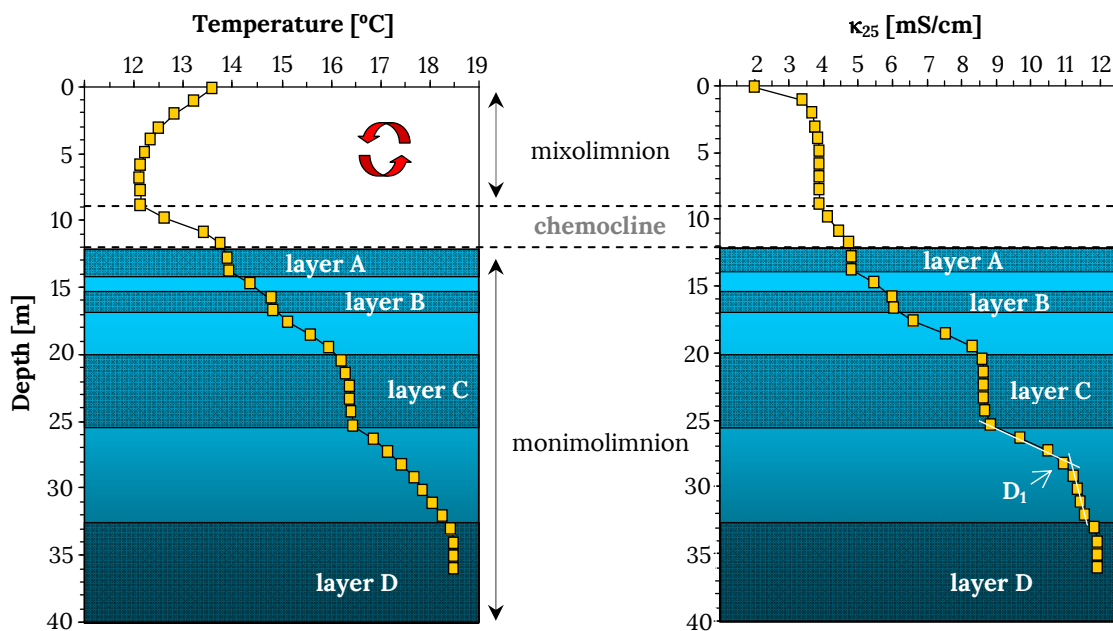 Temperature [ºC]
κ25 [mS/cm]
12 13 14 15 16 17 18 19
2 3 4 5 6 7 8 9 10 11 12
Depth [m]
0
5
10
15
20
25
30
35
40
mixolimnion
chemocline
monimolimnion
layer A
layer B
layer C
layer D
0
5
10
15
20
25
30
35
40
layer A
layer B
layer C
D1
layer D